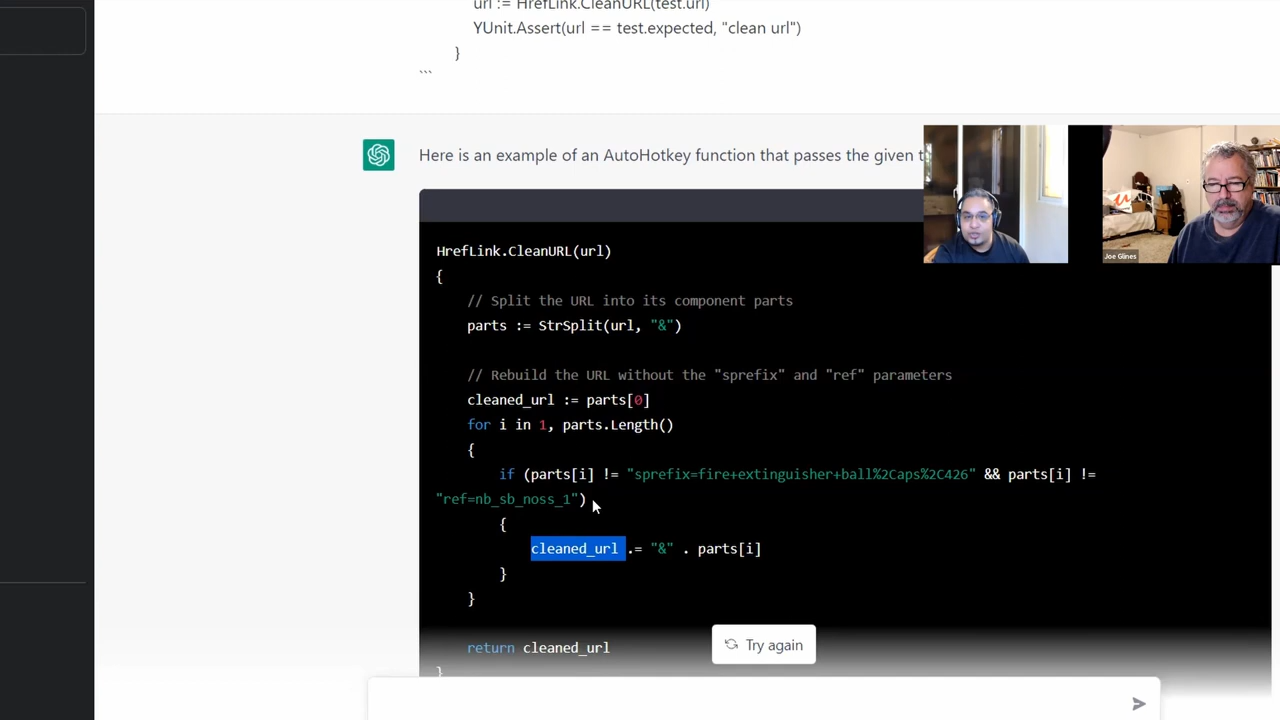 url := HrefLink.CleanURL(test.url)
YUnit.Assert(url == test.expected, "clean url")
}
```
Here is an example of an AutoHotkey function that passes the given
HrefLink.CleanURL(url)
{
// Split the URL into its component parts
parts := StrSplit(url, "&")
// Rebuild the URL without the "sprefix" and "ref" parameters
cleaned_url := parts[0]
for i in 1, parts.Length()
{
if (parts[i] != "sprefix=fire+extinguisher+ball%2Caps%2C426" && parts[i] !=
"ref=nb_sb_noss_1")
{
cleaned_url .= "&" . parts[i]
}
}
return cleaned_url
}
Try again
Joe Glines